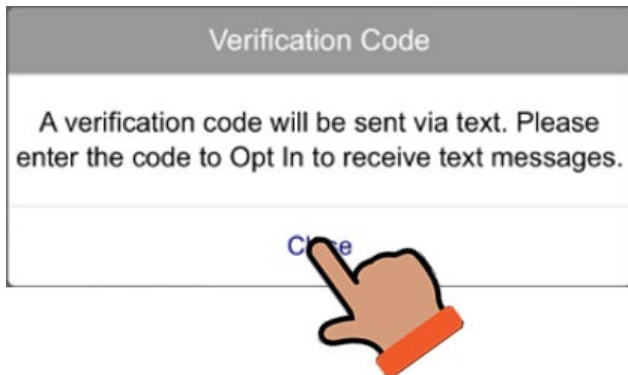 Verification Code
A verification code will be sent via text. Please
enter the code to Opt In to receive text messages.
Close